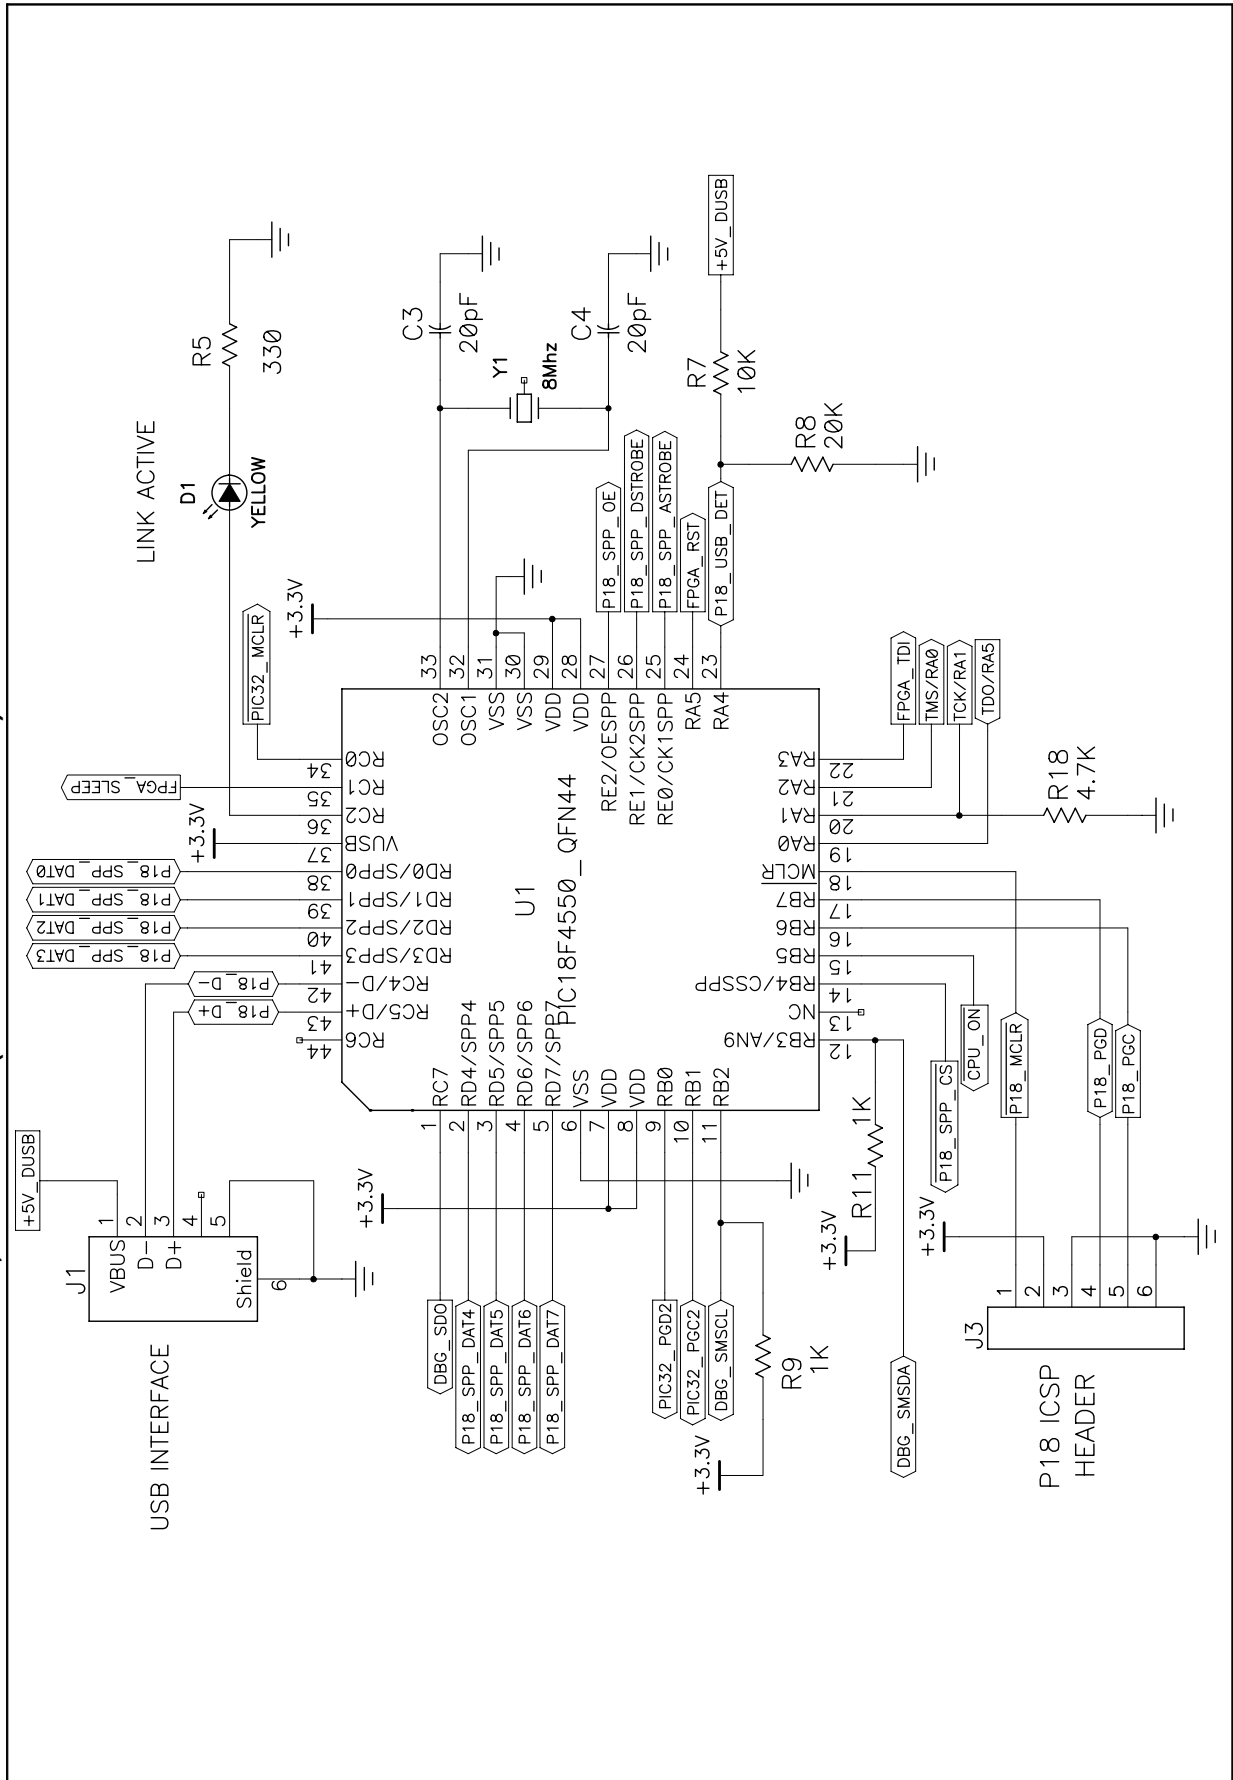 LINK ACTIVE
D1
YELLOW
R5
330
PIC32_MCLR
+3.3V
FPGA_SLEEP
+3.3V
P18_SPP_DAT0
P18_SPP_DAT1
P18_SPP_DAT2
P18_SPP_DAT3
P18_D-
P18_D+
34 RC0
35 RC1
36 RC2
37 VUSB
38 RD0/SPP0
39 RD1/SPP1
40 RD2/SPP2
41 RD3/SPP3
42 RC4/D-
43 RC5/D+
44 RC6
C3
20pF
Y1
8Mhz
C4
20pF
33 OSC2
32 OSC1
31 VSS
30 VSS
29 VDD
28 VDD
27 RE2/OESPP
26 RE1/CK2SPP
25 RE0/CK1SPP
24 RA5
23 RA4
P18_SPP_OE
P18_SPP_DSTROBE
P18_SPP_ASTROBE
FPGA_RST
P18_USB_DET
R7
10K
+5V_DUSB
R8
20K
U1
PIC18F4550_QFN44
USB INTERFACE
J1
VBUS 1
D- 2
D+ 3
4
5
Shield
6
+5V_DUSB
+3.3V
1 RC7
2 RD4/SPP4
3 RD5/SPP5
4 RD6/SPP6
5 RD7/SPP7
6 VSS
7 VDD
8 VDD
9 RB0
10 RB1
11 RB2
DBG_SDO
P18_SPP_DAT4
P18_SPP_DAT5
P18_SPP_DAT6
P18_SPP_DAT7
PIC32_PGD2
PIC32_PGC2
DBG_SMSCL
+3.3V
R9
1K
RA3 22
RA2 21
RA1 20
RA0 19
MCLR 18
RB7 17
RB6 16
RB5 15
RB4/CSSPP 14
NC 13
RB3/AN9 12
FPGA_TDI
TMS/RA0
TCK/RA1
TDO/RA5
R18
4.7K
R11
1K
+3.3V
DBG_SMSDA
P18_SPP_CS
CPU_ON
P18_MCLR
P18_PGD
P18_PGC
+3.3V
J3
1
2
3
4
5
6
P18 ICSP
HEADER